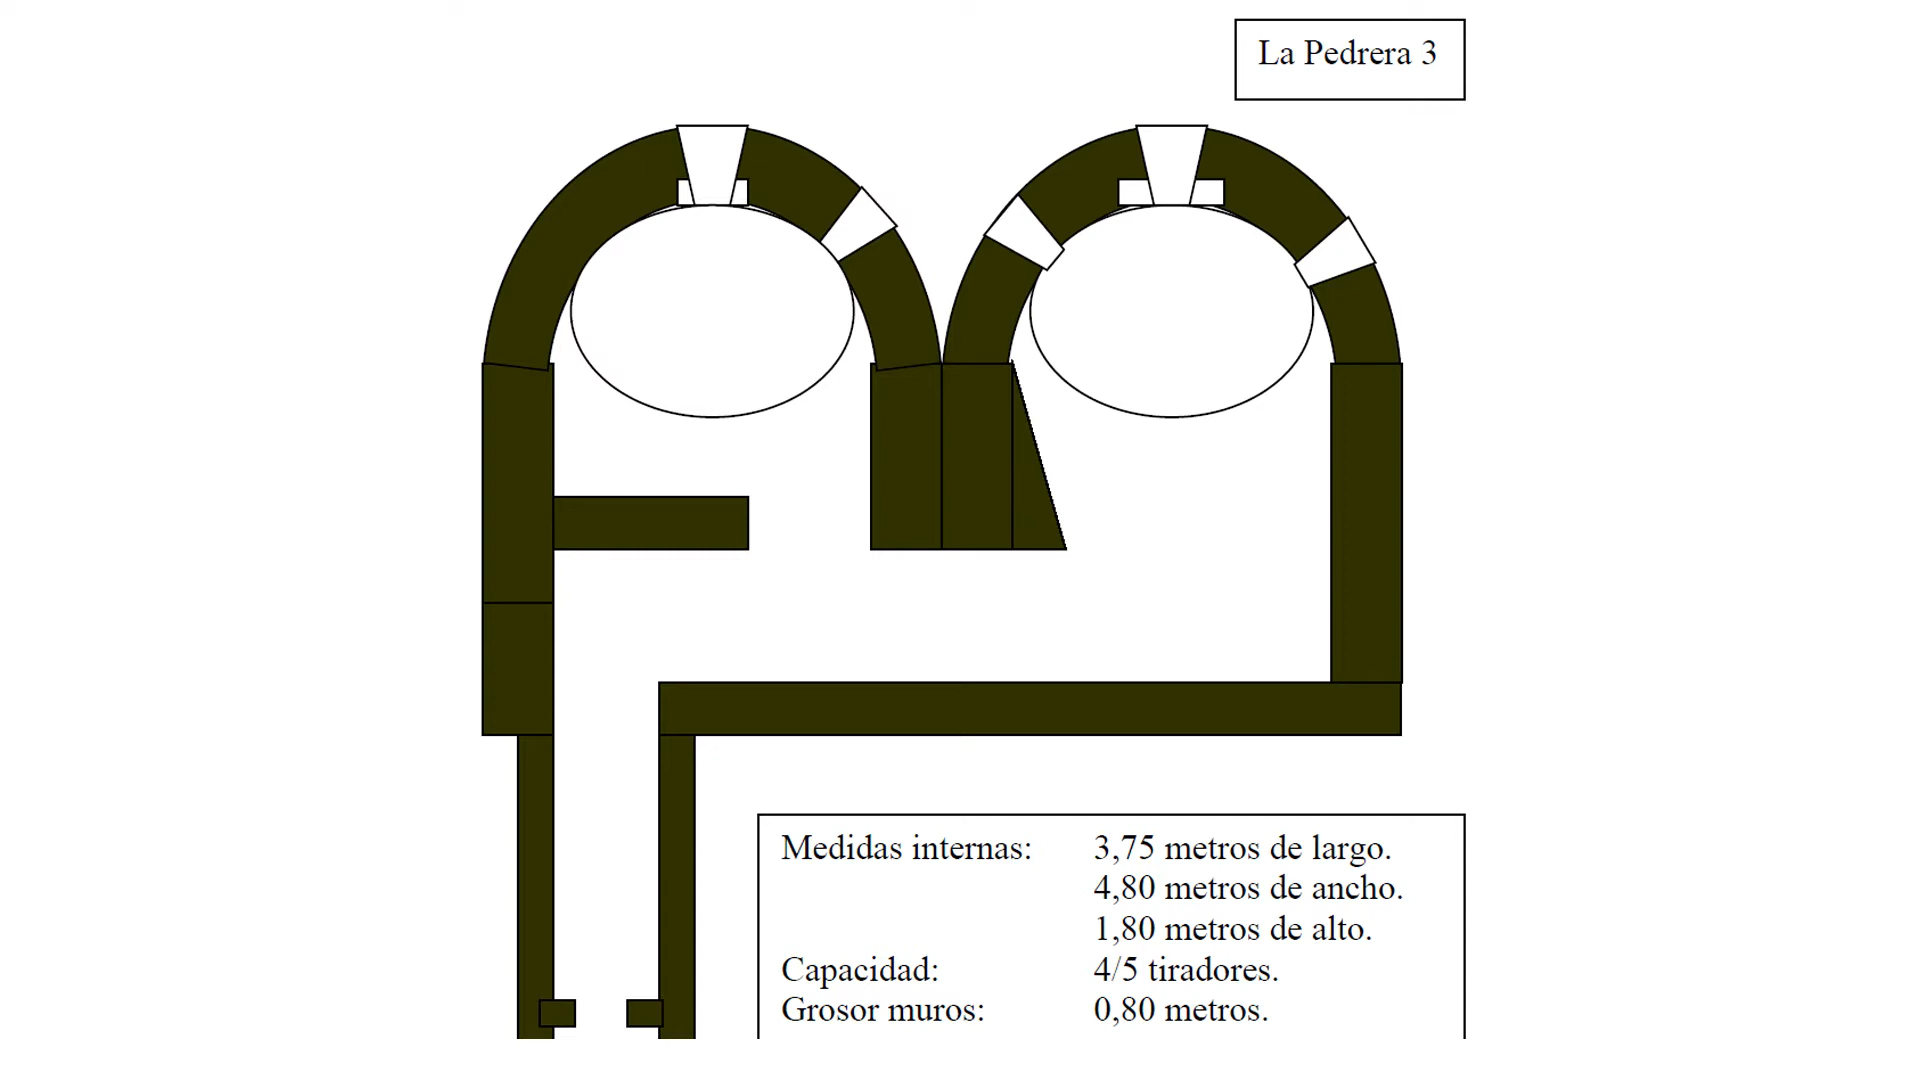 La Pedrera 3
Medidas internas: 3,75 metros de largo.
4,80 metros de ancho.
1,80 metros de alto.
Capacidad: 4/5 tiradores.
Grosor muros: 0,80 metros.